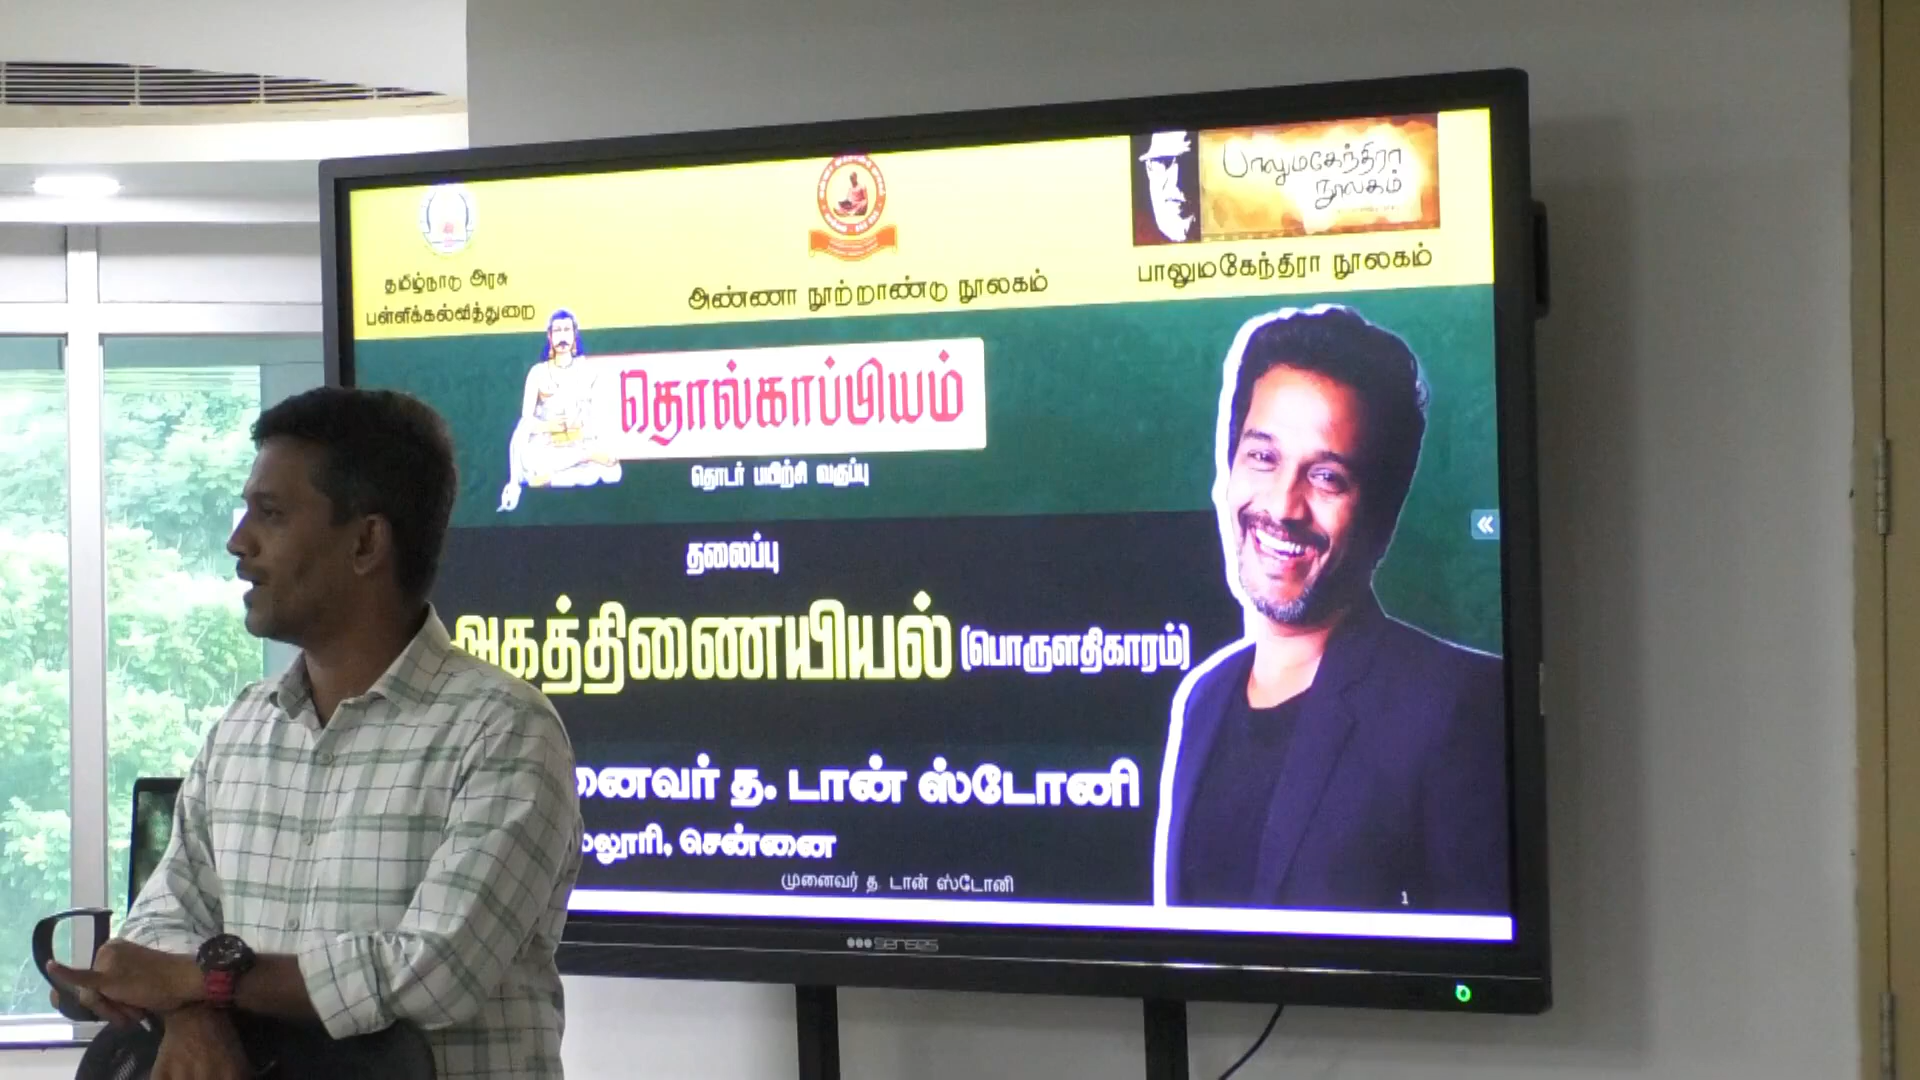 பாலுமகேந்திரா
நூலகம்
தமிழ்நாடு அரசு
பள்ளிக்கல்வித்துறை
அண்ணா நூற்றாண்டு நூலகம்
பாலுமகேந்திரா நூலகம்
தொல்காப்பியம்
தொடர் பயிற்சி வகுப்பு
தலைப்பு
அகத்திணையியல் (பொருளதிகாரம்)
னைவர் த. டான் ஸ்டோனி
லூரி, சென்னை
முனைவர் த. டான் ஸ்டோனி
1
senses